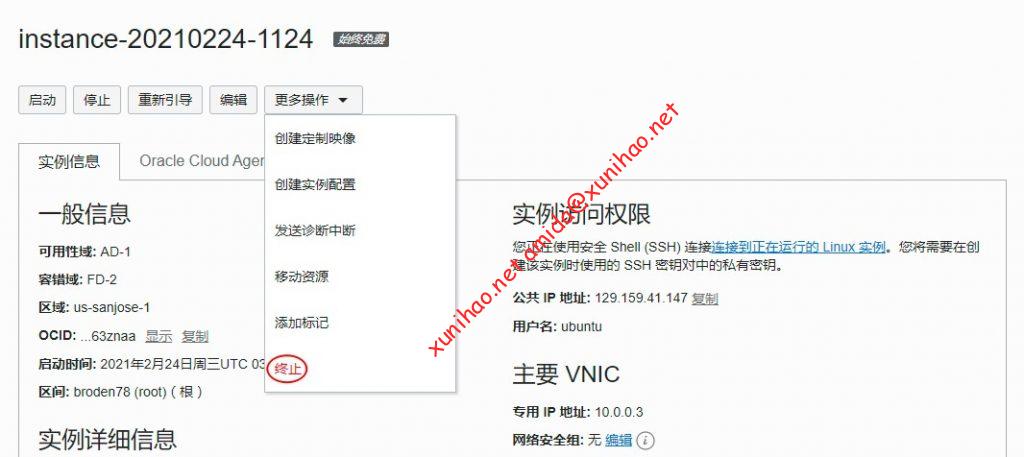 instance-20210224-1124 始终免费
启动 停止 重新引导 编辑 更多操作
创建定制映像
创建实例配置
发送诊断中断
移动资源
添加标记
终止
实例信息 Oracle Cloud Agen
一般信息
可用性域: AD-1
容错域: FD-2
区域: us-sanjose-1
OCID: ...63znaa 显示 复制
启动时间: 2021年2月24日周三UTC 03
区间: broden78 (root)（根）
实例详细信息
实例访问权限
您正在使用安全 Shell (SSH) 连接连接到正在运行的 Linux 实例。您将需要在创
建该实例时使用的 SSH 密钥对中的私有密钥。
公共 IP 地址: 129.159.41.147 复制
用户名: ubuntu
主要 VNIC
专用 IP 地址: 10.0.0.3
网络安全组: 无 编辑 i
xunihao.net amida@xunihao.net